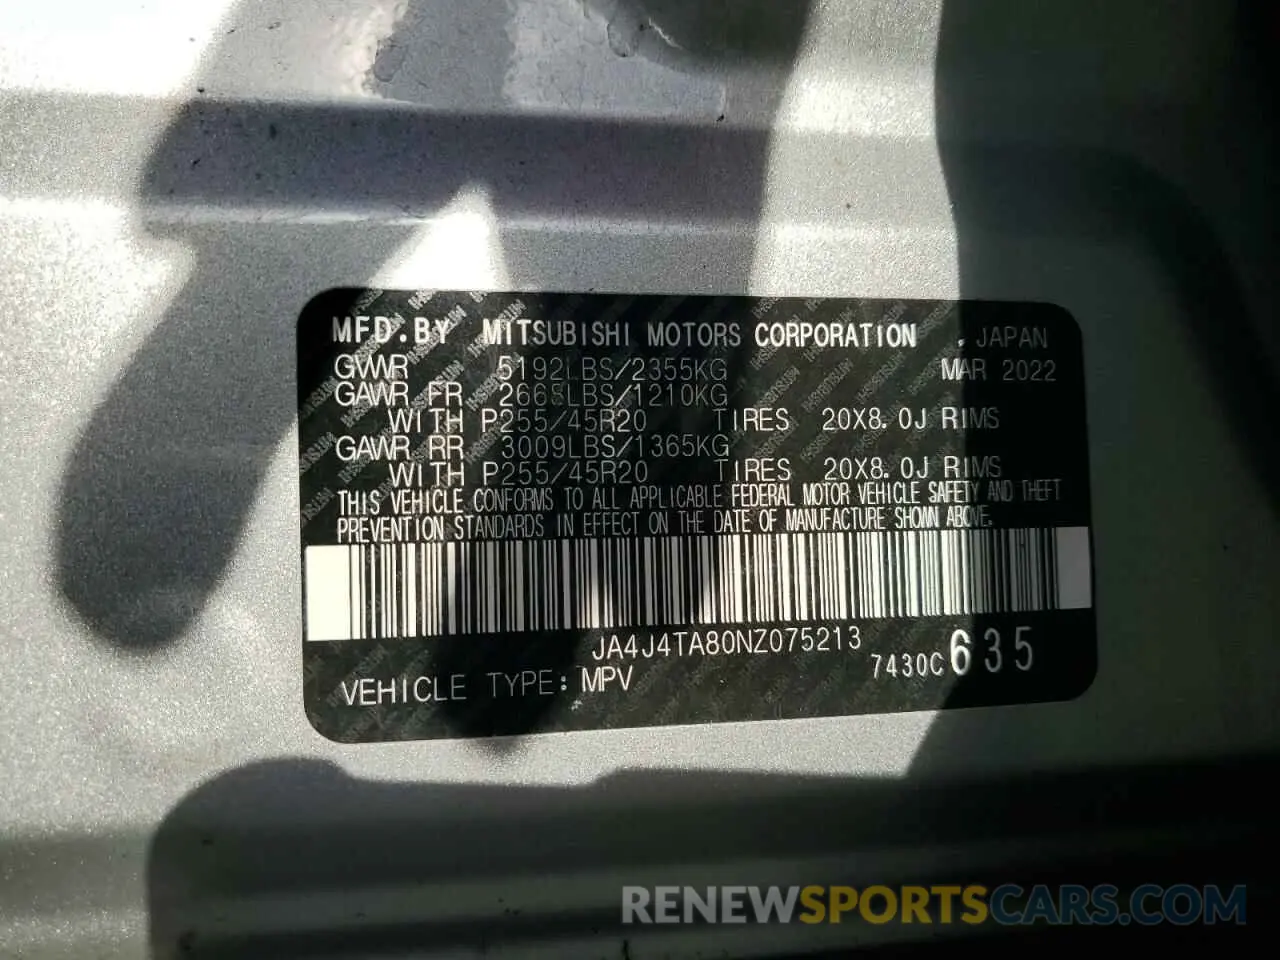 MFD.BY MITSUBISHI MOTORS CORPORATION . JAPAN
GVWR 5192LBS/2355KG MAR 2022
GAWR FR 2668LBS/1210KG
WITH P255/45R20 TIRES 20X8.0J RIMS
GAWR RR 3009LBS/1365KG
WITH P255/45R20 TIRES 20X8.0J RIMS
THIS VEHICLE CONFORMS TO ALL APPLICABLE FEDERAL MOTOR VEHICLE SAFETY AND THEFT
PREVENTION STANDARDS IN EFFECT ON THE DATE OF MANUFACTURE SHOWN ABOVE.
JA4J4TA80NZ075213
7430C635
VEHICLE TYPE: MPV
RENEWSPORTSCARS.COM